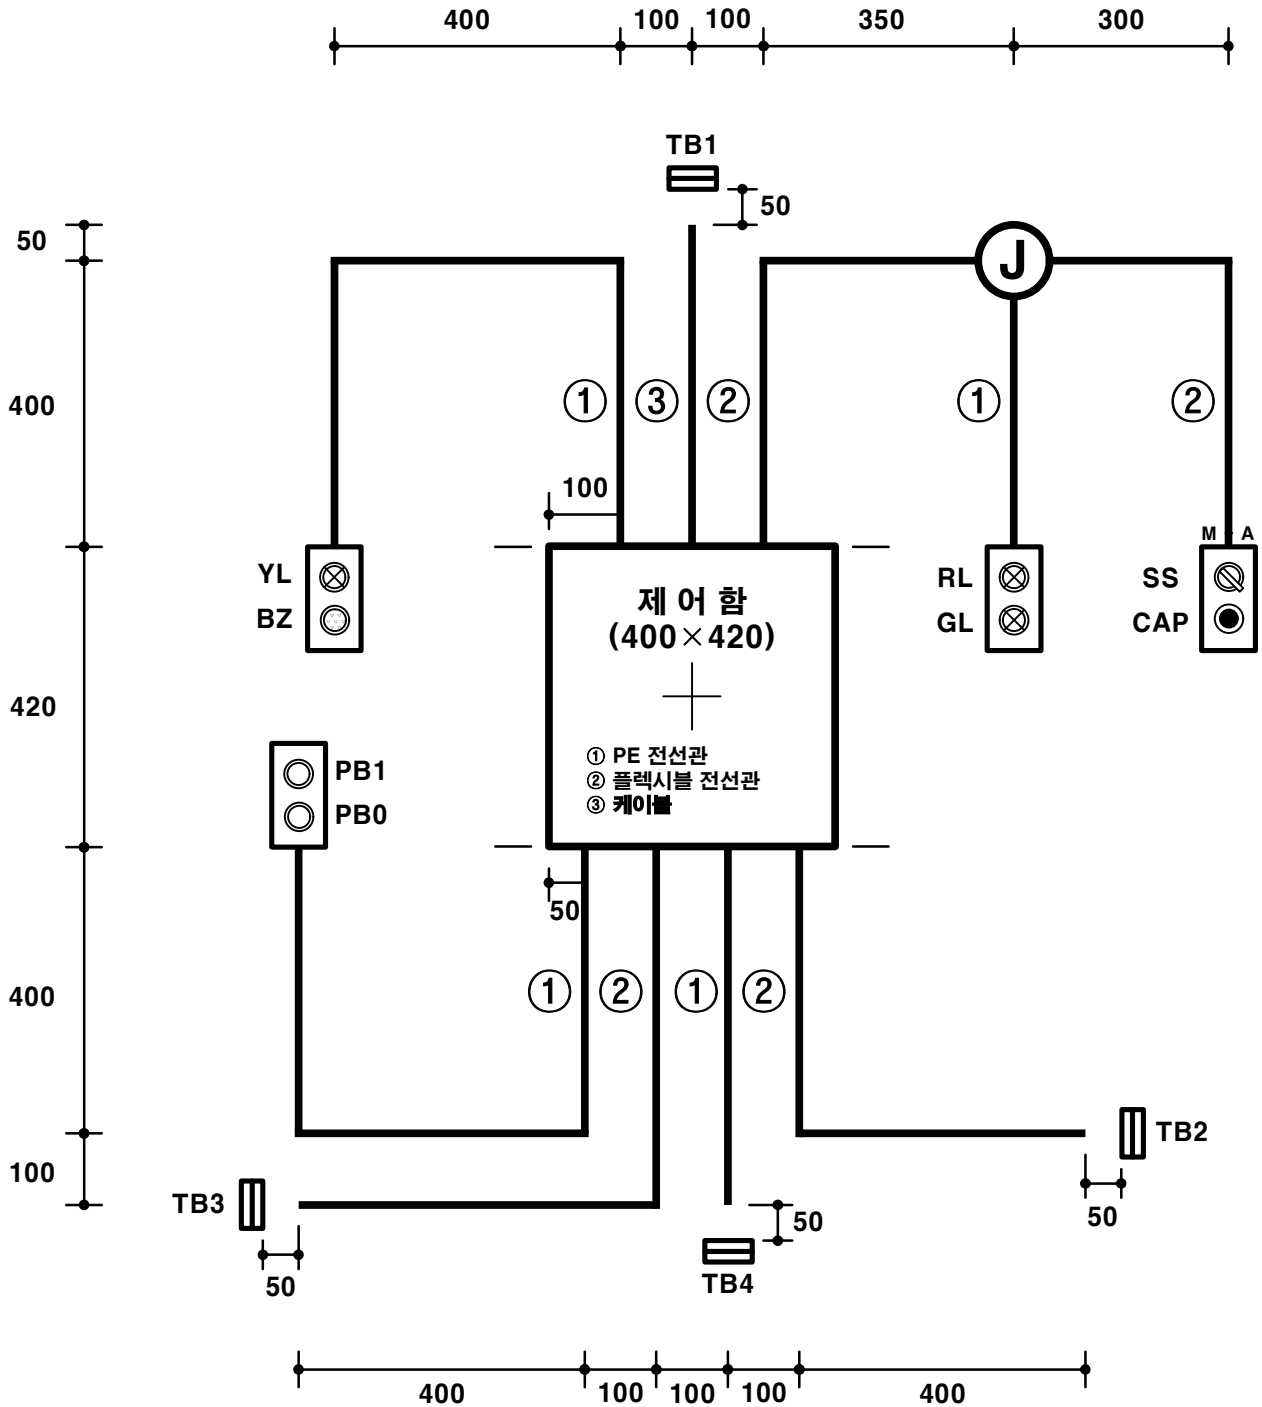 400 100 100 350 300
TB1
50
50
J
400
① ③ ② ① ②
100
M A
YL
BZ
RL
GL
SS
CAP
제 어 함
(400×420)
420
① PE 전선관
② 플렉시블 전선관
③ 케이블
PB1
PB0
50
400
① ② ① ②
100
TB2
50
TB3
50
50
TB4
400 100 100 100 400